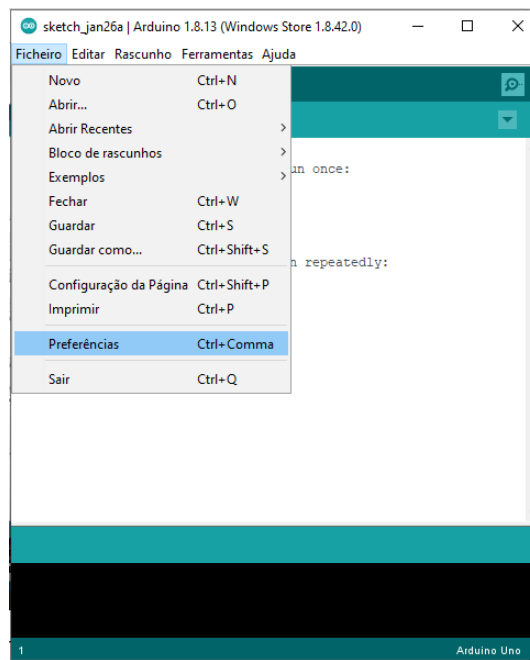 sketch_jan26a | Arduino 1.8.13 (Windows Store 1.8.42.0)
Ficheiro Editar Rascunho Ferramentas Ajuda
Novo Ctrl+N
Abrir... Ctrl+O
Abrir Recentes
Bloco de rascunhos
Exemplos
un once:
Fechar Ctrl+W
Guardar Ctrl+S
Guardar como... Ctrl+Shift+S
n repeatedly:
Configuração da Página Ctrl+Shift+P
Imprimir Ctrl+P
Preferências Ctrl+Comma
Sair Ctrl+Q
1 Arduino Uno